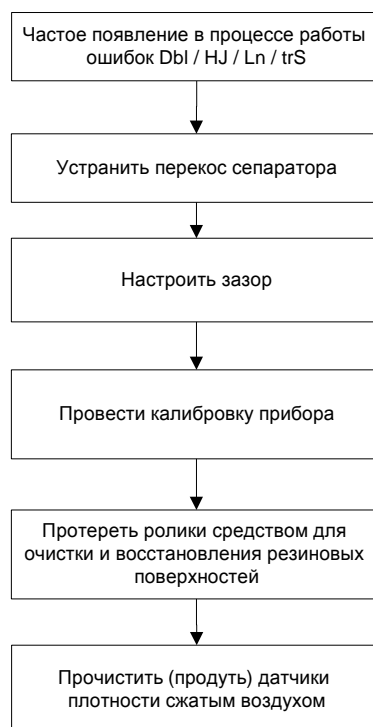 Частое появление в процессе работы
ошибок Dbl / HJ / Ln / trS
Устранить перекос сепаратора
Настроить зазор
Провести калибровку прибора
Протереть ролики средством для
очистки и восстановления резиновых
поверхностей
Прочистить (продуть) датчики
плотности сжатым воздухом